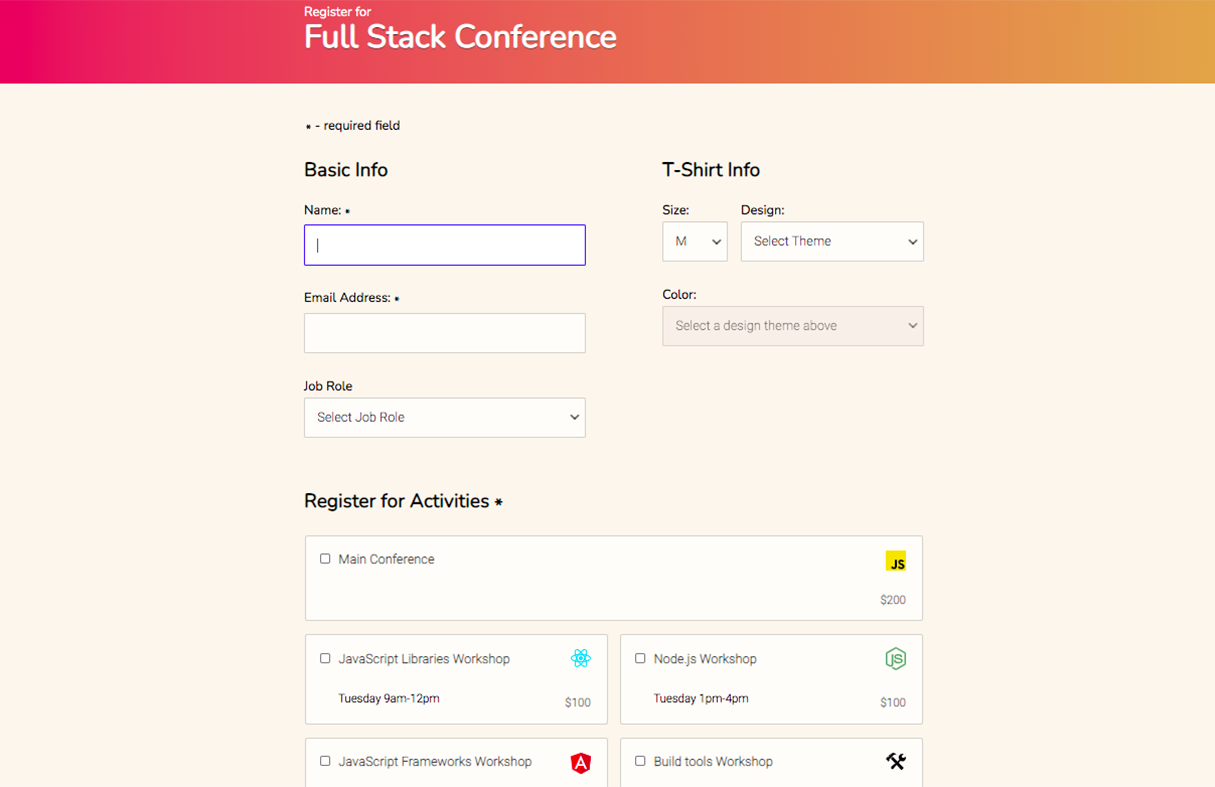 Register for
Full Stack Conference
* - required field
Basic Info
Name: *
Email Address: *
Job Role
Select Job Role
T-Shirt Info
Size:
Design:
M
Select Theme
Color:
Select a design theme above
Register for Activities *
Main Conference
JS
$200
JavaScript Libraries Workshop
Tuesday 9am-12pm
$100
Node.js Workshop
JS
Tuesday 1pm-4pm
$100
JavaScript Frameworks Workshop
A
Build tools Workshop